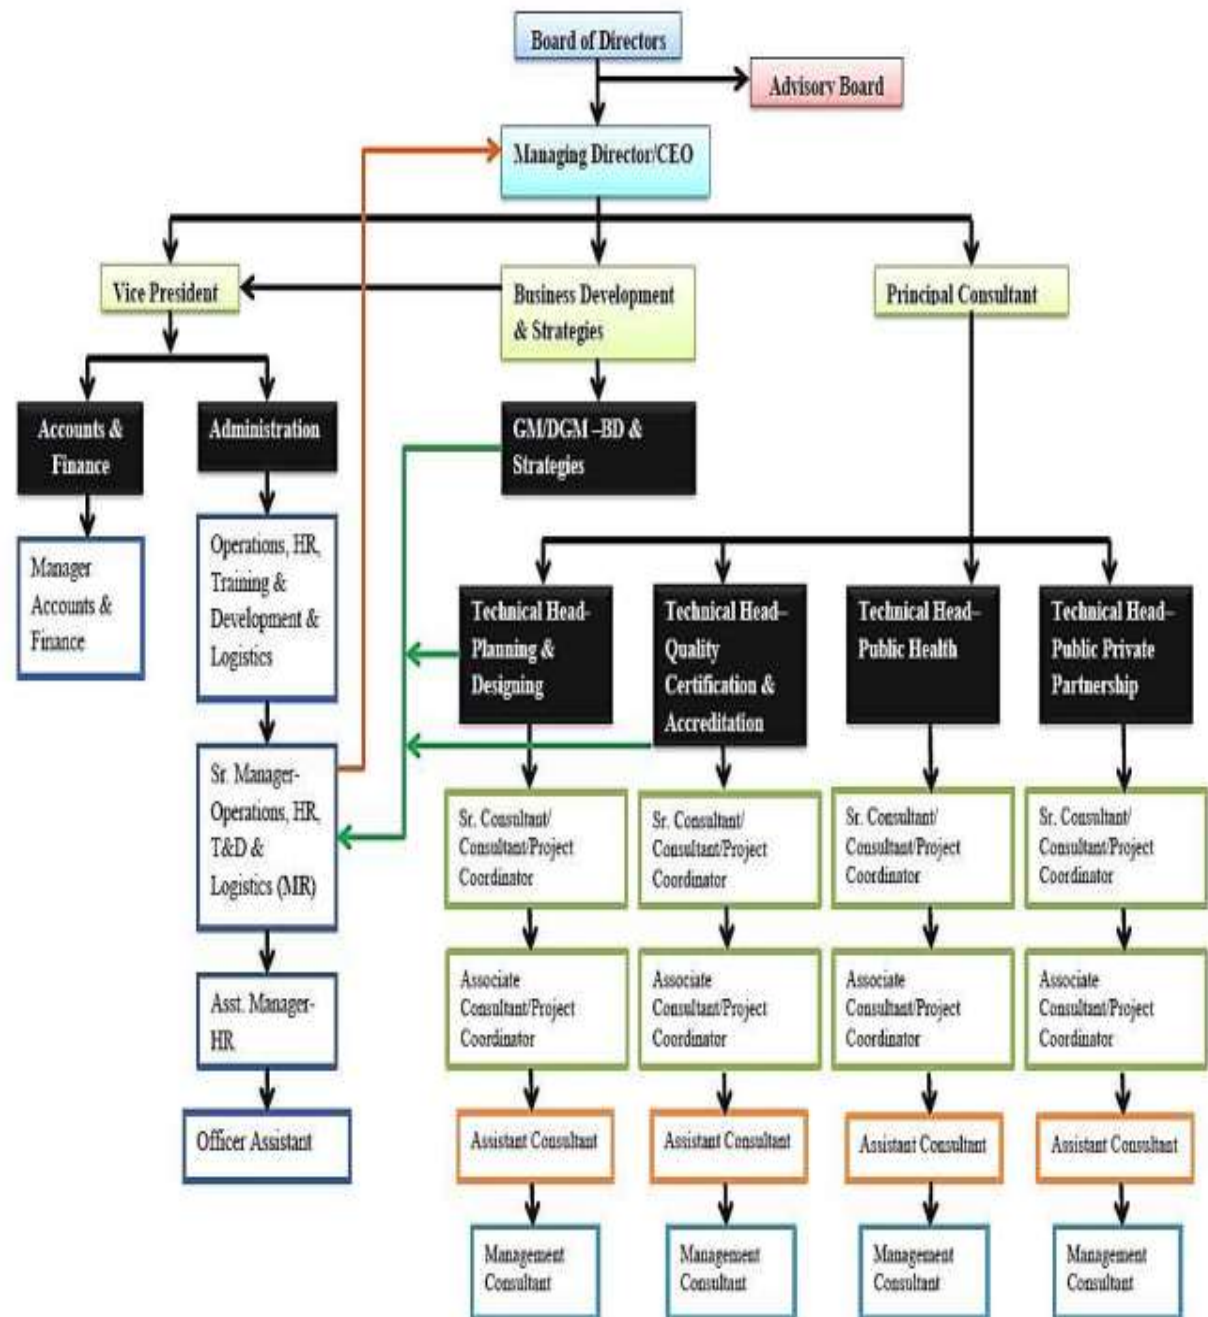 Board of Directors
Advisory Board
Managing Director/CEO
Vice President
Business Development
& Strategies
Principal Consultant
Accounts &
Finance
Administration
GM/DGM –BD &
Strategies
Manager
Accounts &
Finance
Operations, HR,
Training &
Development &
Logistics
Technical Head–
Planning &
Designing
Technical Head–
Quality
Certification &
Accreditation
Technical Head–
Public Health
Technical Head–
Public Private
Partnership
Sr. Manager-
Operations, HR,
T&D &
Logistics (MR)
Sr. Consultant/
Consultant/Project
Coordinator
Sr. Consultant/
Consultant/Project
Coordinator
Sr. Consultant/
Consultant/Project
Coordinator
Sr. Consultant/
Consultant/Project
Coordinator
Asst. Manager-
HR
Associate
Consultant/Project
Coordinator
Associate
Consultant/Project
Coordinator
Associate
Consultant/Project
Coordinator
Associate
Consultant/Project
Coordinator
Officer Assistant
Assistant Consultant
Assistant Consultant
Assistant Consultant
Assistant Consultant
Management
Consultant
Management
Consultant
Management
Consultant
Management
Consultant